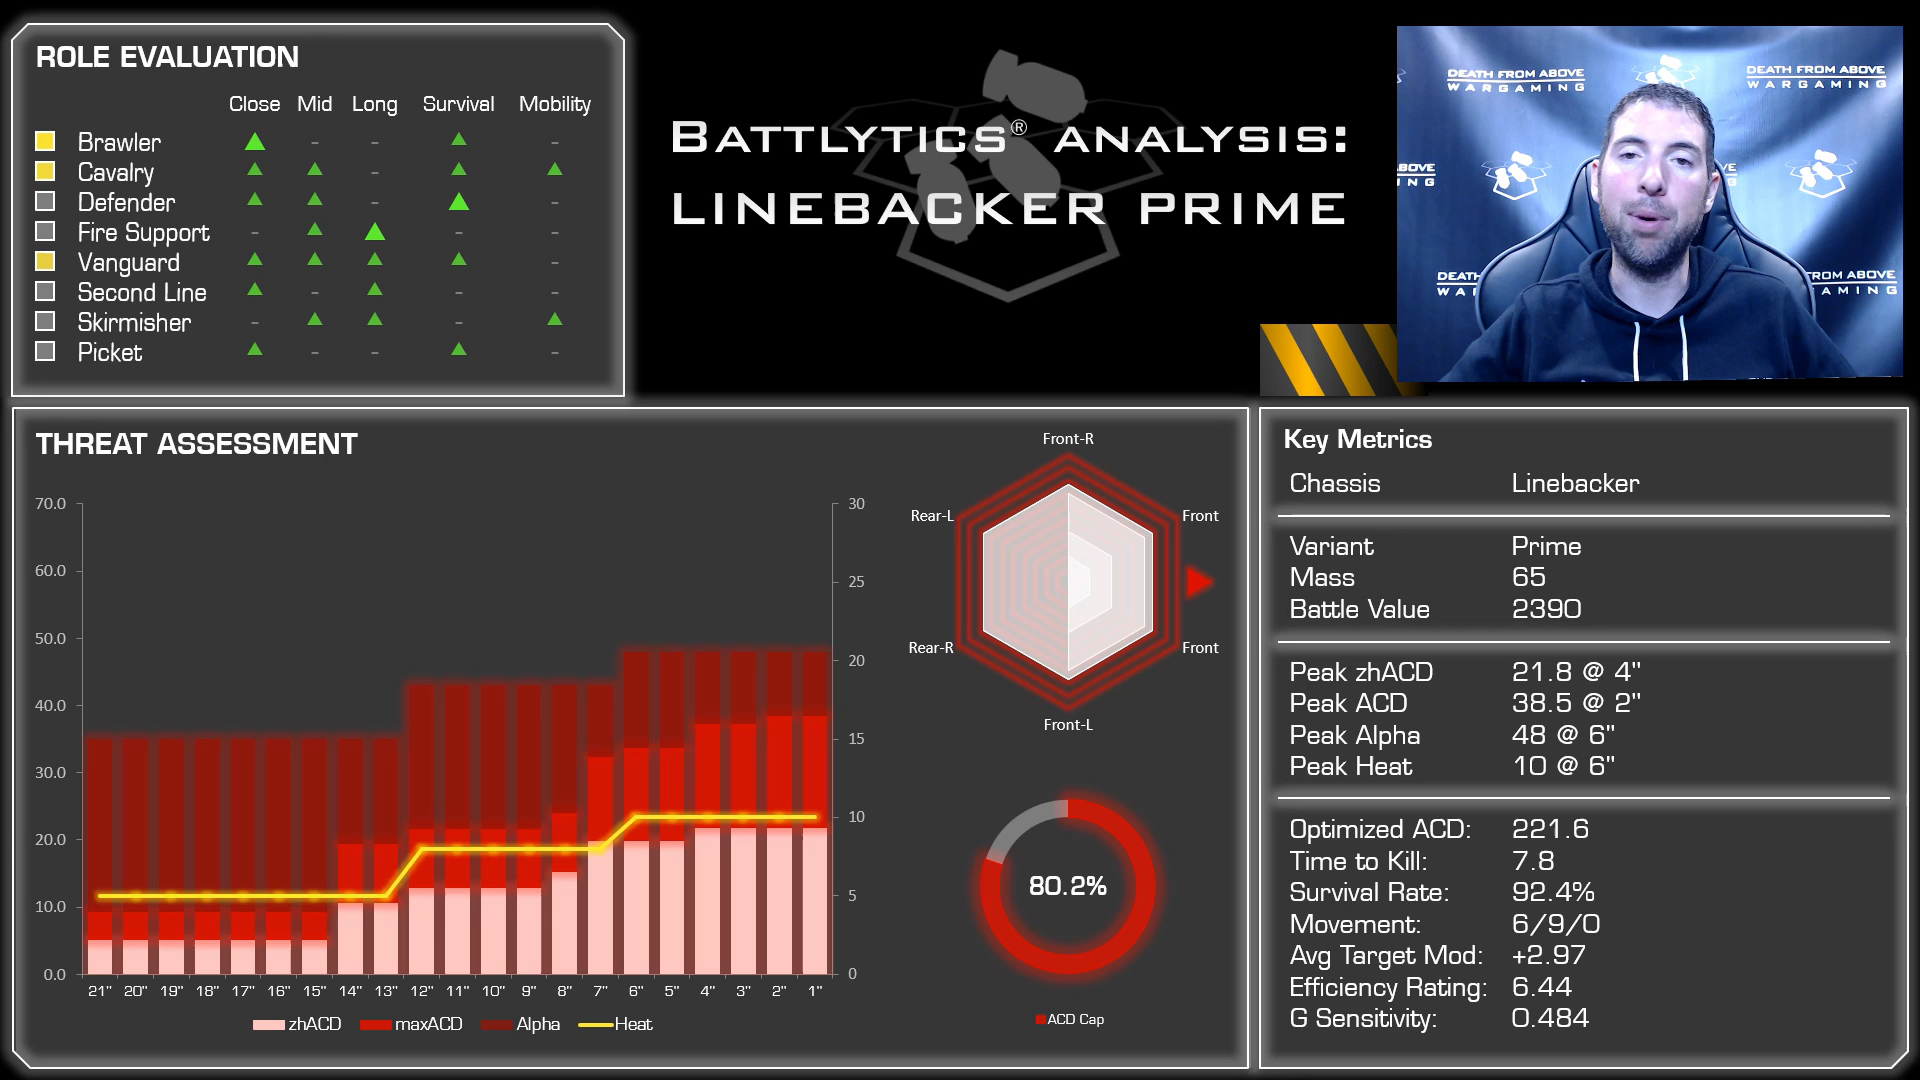 ROLE EVALUATION
Close Mid Long Survival Mobility
Brawler - - -
Cavalry -
Defender - -
Fire Support - - -
Vanguard -
Second Line - - -
Skirmisher - -
Picket - - -
BATTLYTICS® ANALYSIS:
LINEBACKER PRIME
DEATH FROM ABOVE
WARGAMING
DEATH FROM ABOVE
WARGAMING
BOVE
NG
DEATH
WAR
FROM ABOVE
AMING
THREAT ASSESSMENT
70.0
60.0
50.0
40.0
30.0
20.0
10.0
0.0
30
25
20
15
10
5
0
21" 20" 19" 18" 17" 16" 15" 14" 13" 12" 11" 10" 9" 8" 7" 6" 5" 4" 3" 2" 1"
zhACD maxACD Alpha Heat
Front-R
Rear-L Front
Rear-R Front
Front-L
80.2%
ACD Cap
Key Metrics
Chassis Linebacker
Variant Prime
Mass 65
Battle Value 2390
Peak zhACD 21.8 @ 4"
Peak ACD 38.5 @ 2"
Peak Alpha 48 @ 6"
Peak Heat 10 @ 6"
Optimized ACD: 221.6
Time to Kill: 7.8
Survival Rate: 92.4%
Movement: 6/9/0
Avg Target Mod: +2.97
Efficiency Rating: 6.44
G Sensitivity: 0.484